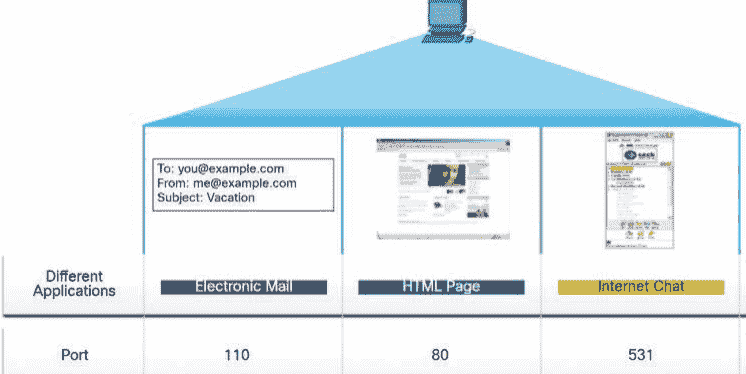 To: you@example.com
From: me@example.com
Subject: Vacation
seek
Different
Applications
Electronic Mail
HTML Page
Internet Chat
Port
110
80
531